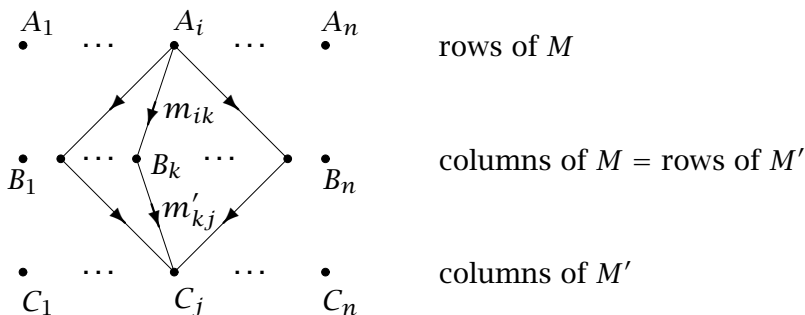 A₁ ··· Aᵢ ··· Aₙ rows of M
mᵢₖ
··· ···
B₁ Bₖ Bₙ columns of M = rows of M′
m′ₖⱼ
··· ···
C₁ Cⱼ Cₙ columns of M′